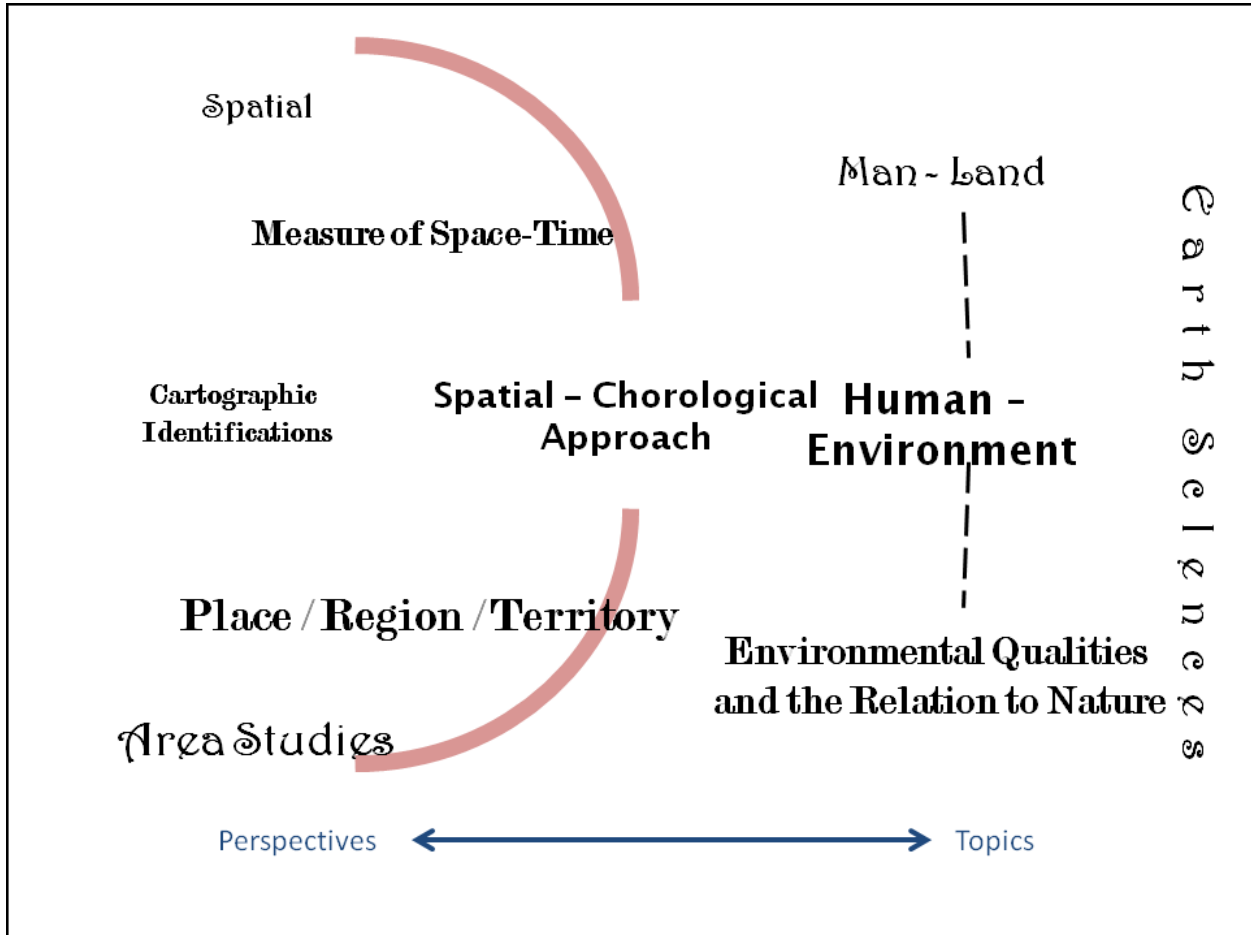 Spatial
Man - Land
Measure of Space-Time
Cartographic
Identifications
Spatial – Chorological
Approach
Human –
Environment
Place / Region / Territory
Environmental Qualities
and the Relation to Nature
Area Studies
Earth Sciences
Perspectives
Topics